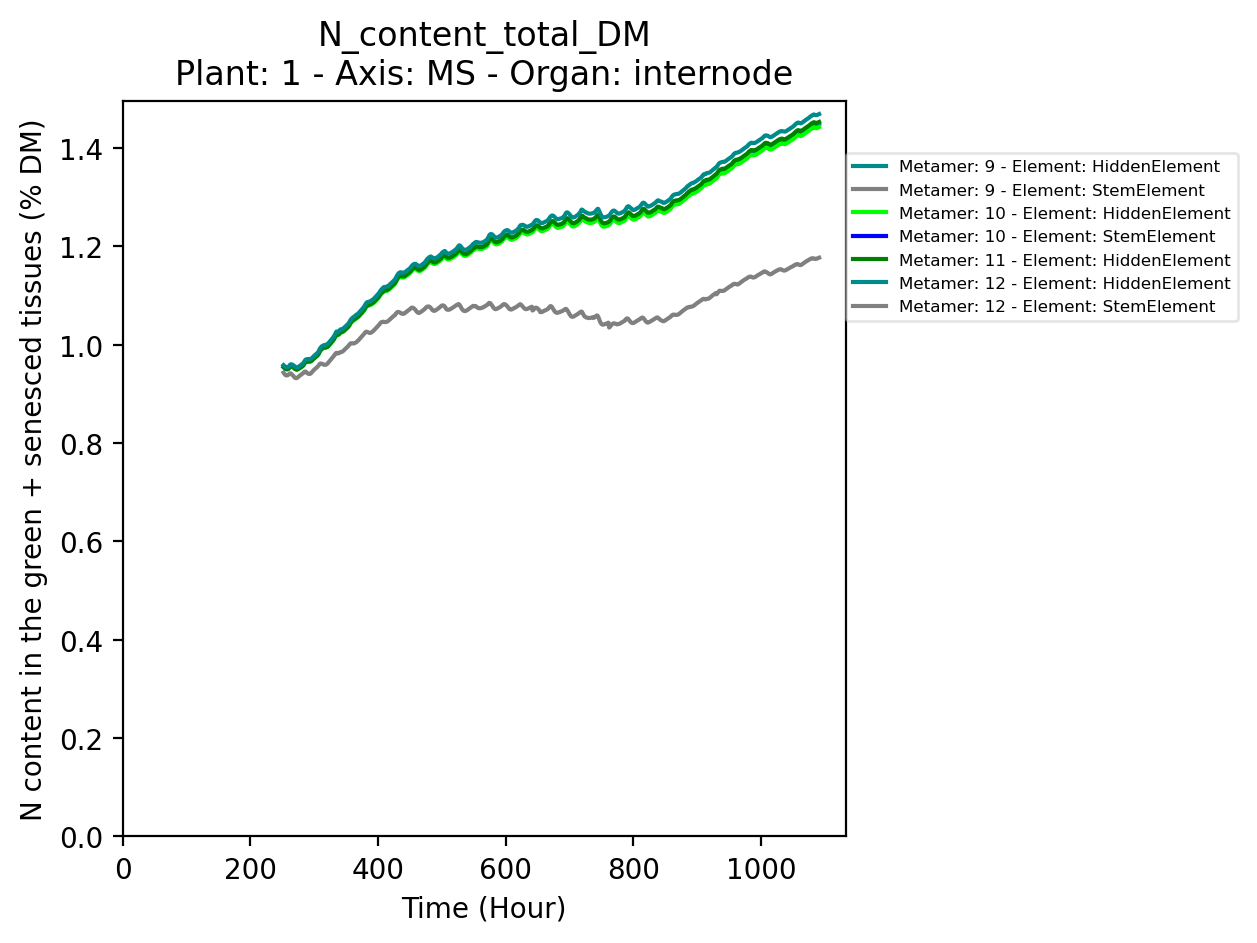 N_content_total_DM
Plant: 1 - Axis: MS - Organ: internode
N content in the green + senesced tissues (% DM)
1.4
1.2
1.0
0.8
0.6
0.4
0.2
0.0
0 200 400 600 800 1000
Time (Hour)
Metamer: 9 - Element: HiddenElement
Metamer: 9 - Element: StemElement
Metamer: 10 - Element: HiddenElement
Metamer: 10 - Element: StemElement
Metamer: 11 - Element: HiddenElement
Metamer: 12 - Element: HiddenElement
Metamer: 12 - Element: StemElement